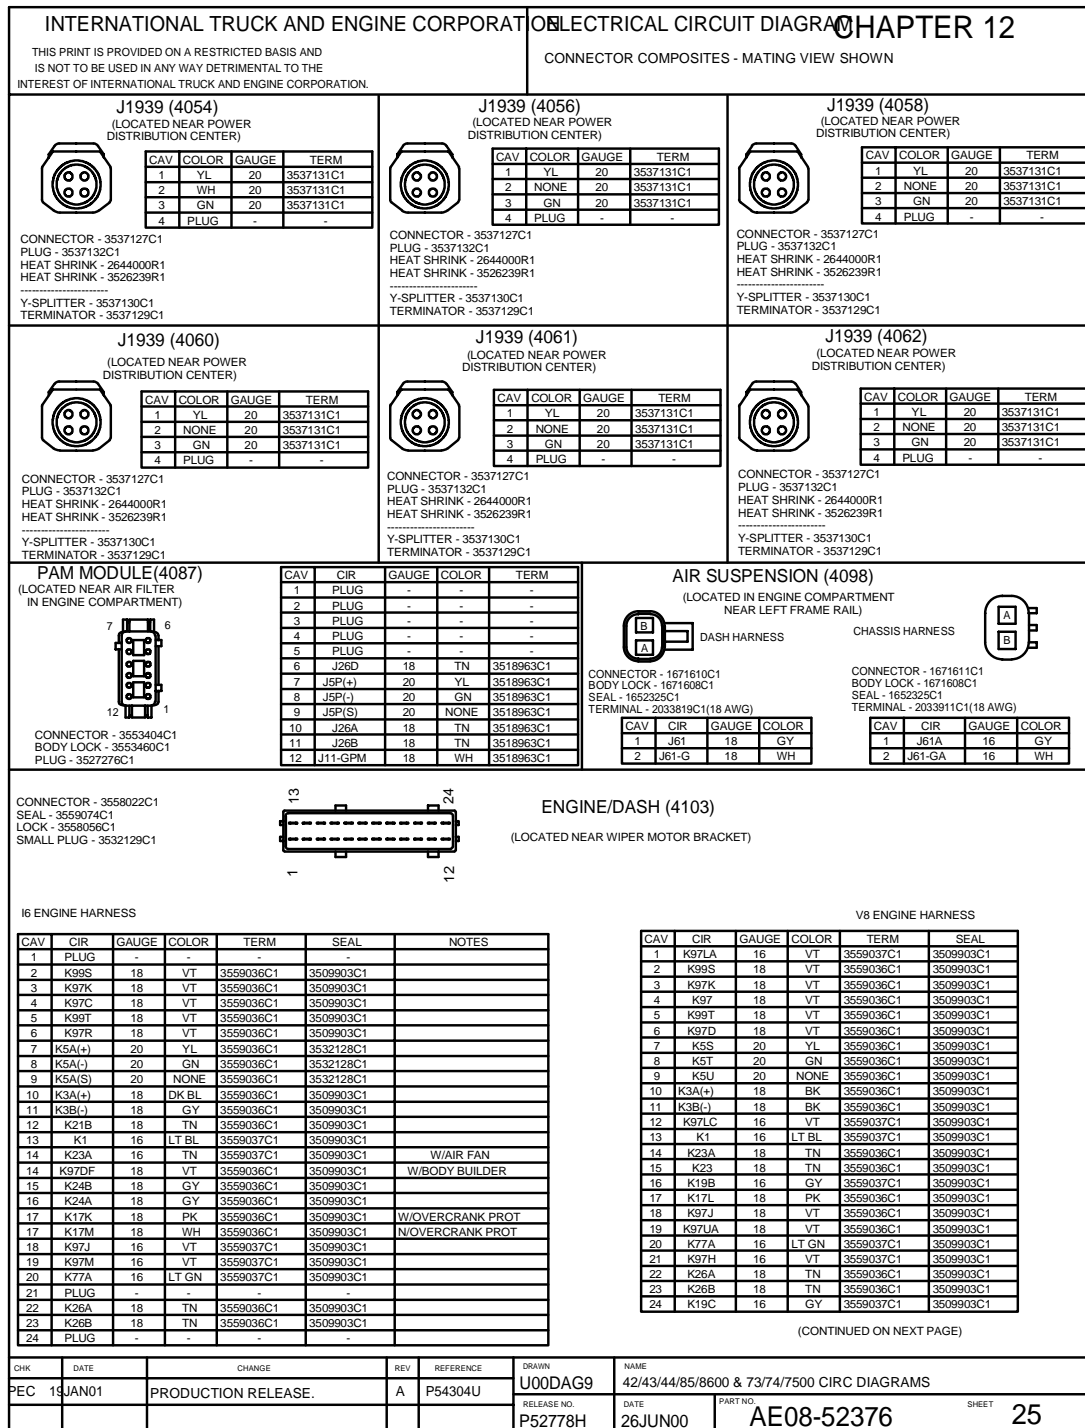 INTERNATIONAL TRUCK AND ENGINE CORPORATION
THIS PRINT IS PROVIDED ON A RESTRICTED BASIS AND
IS NOT TO BE USED IN ANY WAY DETRIMENTAL TO THE
INTEREST OF INTERNATIONAL TRUCK AND ENGINE CORPORATION.
ELECTRICAL CIRCUIT DIAGRAM
CHAPTER 12
CONNECTOR COMPOSITES - MATING VIEW SHOWN
J1939 (4054)
(LOCATED NEAR POWER
DISTRIBUTION CENTER)
CAV COLOR GAUGE TERM
1 YL 20 3537131C1
2 WH 20 3537131C1
3 GN 20 3537131C1
4 PLUG - -
CONNECTOR - 3537127C1
PLUG - 3537132C1
HEAT SHRINK - 2644000R1
HEAT SHRINK - 3526239R1
-----------------------
Y-SPLITTER - 3537130C1
TERMINATOR - 3537129C1
J1939 (4056)
(LOCATED NEAR POWER
DISTRIBUTION CENTER)
CAV COLOR GAUGE TERM
1 YL 20 3537131C1
2 NONE 20 3537131C1
3 GN 20 3537131C1
4 PLUG - -
CONNECTOR - 3537127C1
PLUG - 3537132C1
HEAT SHRINK - 2644000R1
HEAT SHRINK - 3526239R1
-----------------------
Y-SPLITTER - 3537130C1
TERMINATOR - 3537129C1
J1939 (4058)
(LOCATED NEAR POWER
DISTRIBUTION CENTER)
CAV COLOR GAUGE TERM
1 YL 20 3537131C1
2 NONE 20 3537131C1
3 GN 20 3537131C1
4 PLUG - -
CONNECTOR - 3537127C1
PLUG - 3537132C1
HEAT SHRINK - 2644000R1
HEAT SHRINK - 3526239R1
-----------------------
Y-SPLITTER - 3537130C1
TERMINATOR - 3537129C1
J1939 (4060)
(LOCATED NEAR POWER
DISTRIBUTION CENTER)
CAV COLOR GAUGE TERM
1 YL 20 3537131C1
2 NONE 20 3537131C1
3 GN 20 3537131C1
4 PLUG - -
CONNECTOR - 3537127C1
PLUG - 3537132C1
HEAT SHRINK - 2644000R1
HEAT SHRINK - 3526239R1
-----------------------
Y-SPLITTER - 3537130C1
TERMINATOR - 3537129C1
J1939 (4061)
(LOCATED NEAR POWER
DISTRIBUTION CENTER)
CAV COLOR GAUGE TERM
1 YL 20 3537131C1
2 NONE 20 3537131C1
3 GN 20 3537131C1
4 PLUG - -
CONNECTOR - 3537127C1
PLUG - 3537132C1
HEAT SHRINK - 2644000R1
HEAT SHRINK - 3526239R1
-----------------------
Y-SPLITTER - 3537130C1
TERMINATOR - 3537129C1
J1939 (4062)
(LOCATED NEAR POWER
DISTRIBUTION CENTER)
CAV COLOR GAUGE TERM
1 YL 20 3537131C1
2 NONE 20 3537131C1
3 GN 20 3537131C1
4 PLUG - -
CONNECTOR - 3537127C1
PLUG - 3537132C1
HEAT SHRINK - 2644000R1
HEAT SHRINK - 3526239R1
-----------------------
Y-SPLITTER - 3537130C1
TERMINATOR - 3537129C1
PAM MODULE(4087)
(LOCATED NEAR AIR FILTER
IN ENGINE COMPARTMENT)
7 6
12 1
CONNECTOR - 3553404C1
BODY LOCK - 3553460C1
PLUG - 3527276C1
CAV CIR GAUGE COLOR TERM
1 PLUG - - -
2 PLUG - - -
3 PLUG - - -
4 PLUG - - -
5 PLUG - - -
6 J26D 18 TN 3518963C1
7 J5P(+) 20 YL 3518963C1
8 J5P(-) 20 GN 3518963C1
9 J5P(S) 20 NONE 3518963C1
10 J26A 18 TN 3518963C1
11 J26B 18 TN 3518963C1
12 J11-GPM 18 WH 3518963C1
AIR SUSPENSION (4098)
(LOCATED IN ENGINE COMPARTMENT
NEAR LEFT FRAME RAIL)
B
A
DASH HARNESS
CONNECTOR - 1671610C1
BODY LOCK - 1671608C1
SEAL - 1652325C1
TERMINAL - 2033819C1(18 AWG)
CAV CIR GAUGE COLOR
1 J61 18 GY
2 J61-G 18 WH
CHASSIS HARNESS
A
B
CONNECTOR - 1671611C1
BODY LOCK - 1671608C1
SEAL - 1652325C1
TERMINAL - 2033911C1(18 AWG)
CAV CIR GAUGE COLOR
1 J61A 16 GY
2 J61-GA 16 WH
CONNECTOR - 3558022C1
SEAL - 3559074C1
LOCK - 3558056C1
SMALL PLUG - 3532129C1
13 24
1 12
ENGINE/DASH (4103)
(LOCATED NEAR WIPER MOTOR BRACKET)
I6 ENGINE HARNESS
CAV CIR GAUGE COLOR TERM SEAL NOTES
1 PLUG - - - -
2 K99S 18 VT 3559036C1 3509903C1
3 K97K 18 VT 3559036C1 3509903C1
4 K97C 18 VT 3559036C1 3509903C1
5 K99T 18 VT 3559036C1 3509903C1
6 K97R 18 VT 3559036C1 3509903C1
7 K5A(+) 20 YL 3559036C1 3532128C1
8 K5A(-) 20 GN 3559036C1 3532128C1
9 K5A(S) 20 NONE 3559036C1 3532128C1
10 K3A(+) 18 DK BL 3559036C1 3509903C1
11 K3B(-) 18 GY 3559036C1 3509903C1
12 K21B 18 TN 3559036C1 3509903C1
13 K1 16 LT BL 3559037C1 3509903C1
14 K23A 16 TN 3559037C1 3509903C1 W/AIR FAN
14 K97DF 18 VT 3559036C1 3509903C1 W/BODY BUILDER
15 K24B 18 GY 3559036C1 3509903C1
16 K24A 18 GY 3559036C1 3509903C1
17 K17K 18 PK 3559036C1 3509903C1 W/OVERCRANK PROT
17 K17M 18 WH 3559036C1 3509903C1 N/OVERCRANK PROT
18 K97J 16 VT 3559037C1 3509903C1
19 K97M 16 VT 3559037C1 3509903C1
20 K77A 16 LT GN 3559037C1 3509903C1
21 PLUG - - - -
22 K26A 18 TN 3559036C1 3509903C1
23 K26B 18 TN 3559036C1 3509903C1
24 PLUG - - - -
V8 ENGINE HARNESS
CAV CIR GAUGE COLOR TERM SEAL
1 K97LA 16 VT 3559037C1 3509903C1
2 K99S 18 VT 3559036C1 3509903C1
3 K97K 18 VT 3559036C1 3509903C1
4 K97 18 VT 3559036C1 3509903C1
5 K99T 18 VT 3559036C1 3509903C1
6 K97D 18 VT 3559036C1 3509903C1
7 K5S 20 YL 3559036C1 3509903C1
8 K5T 20 GN 3559036C1 3509903C1
9 K5U 20 NONE 3559036C1 3509903C1
10 K3A(+) 18 BK 3559036C1 3509903C1
11 K3B(-) 18 BK 3559036C1 3509903C1
12 K97LC 16 VT 3559037C1 3509903C1
13 K1 16 LT BL 3559037C1 3509903C1
14 K23A 18 TN 3559036C1 3509903C1
15 K23 18 TN 3559036C1 3509903C1
16 K19B 16 GY 3559037C1 3509903C1
17 K17L 18 PK 3559036C1 3509903C1
18 K97J 18 VT 3559036C1 3509903C1
19 K97UA 18 VT 3559036C1 3509903C1
20 K77A 16 LT GN 3559037C1 3509903C1
21 K97H 16 VT 3559037C1 3509903C1
22 K26A 18 TN 3559036C1 3509903C1
23 K26B 18 TN 3559036C1 3509903C1
24 K19C 16 GY 3559037C1 3509903C1
(CONTINUED ON NEXT PAGE)
CHK DATE CHANGE REV REFERENCE
PEC 19JAN01 PRODUCTION RELEASE. A P54304U
DRAWN
U00DAG9
NAME
42/43/44/85/8600 & 73/74/7500 CIRC DIAGRAMS
RELEASE NO.
P52778H
DATE
26JUN00
PART NO.
AE08-52376
SHEET
25